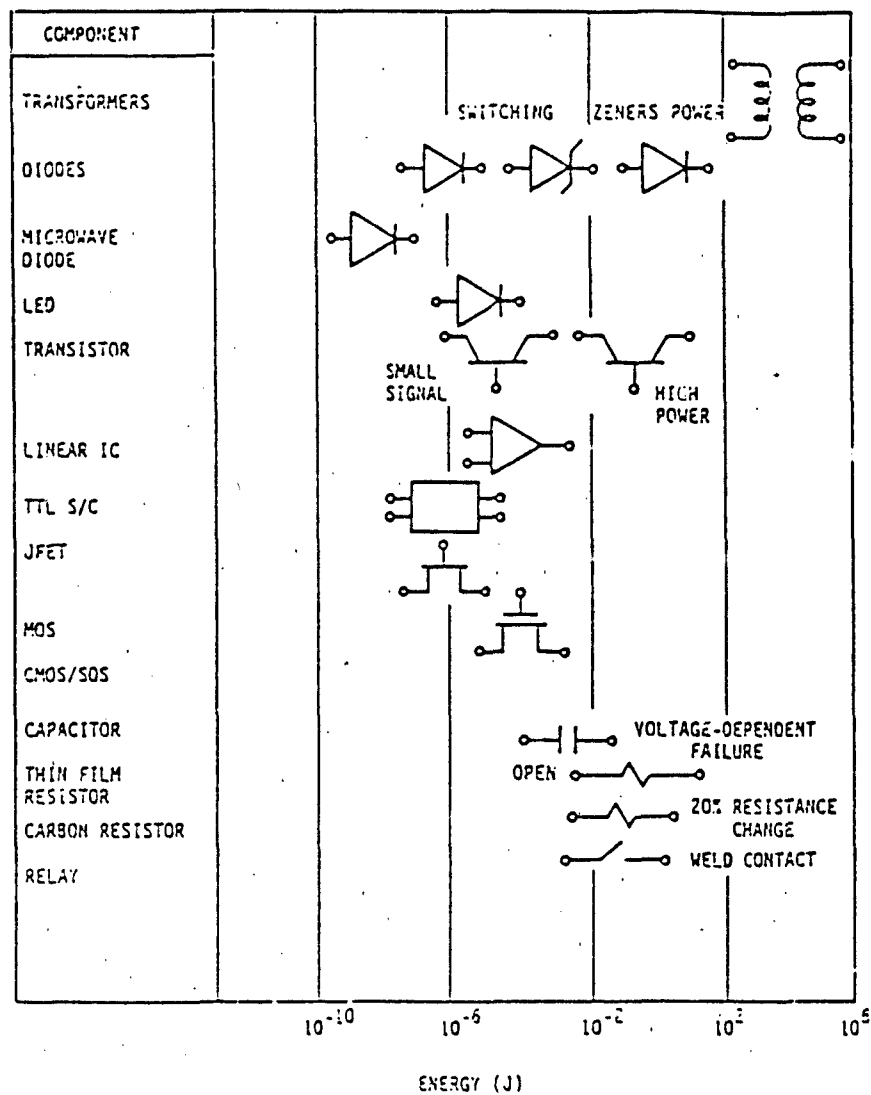 COMPONENT
TRANSFORMERS
SWITCHING ZENERS POWER
DIODES
MICROWAVE
DIODE
LED
TRANSISTOR
SMALL
SIGNAL
HIGH
POWER
LINEAR IC
TTL S/C
JFET
MOS
CMOS/SOS
CAPACITOR
VOLTAGE-DEPENDENT
FAILURE
THIN FILM
RESISTOR
OPEN
20% RESISTANCE
CHANGE
CARBON RESISTOR
WELD CONTACT
RELAY
10-10 10-6 10-2 102 106
ENERGY (J)